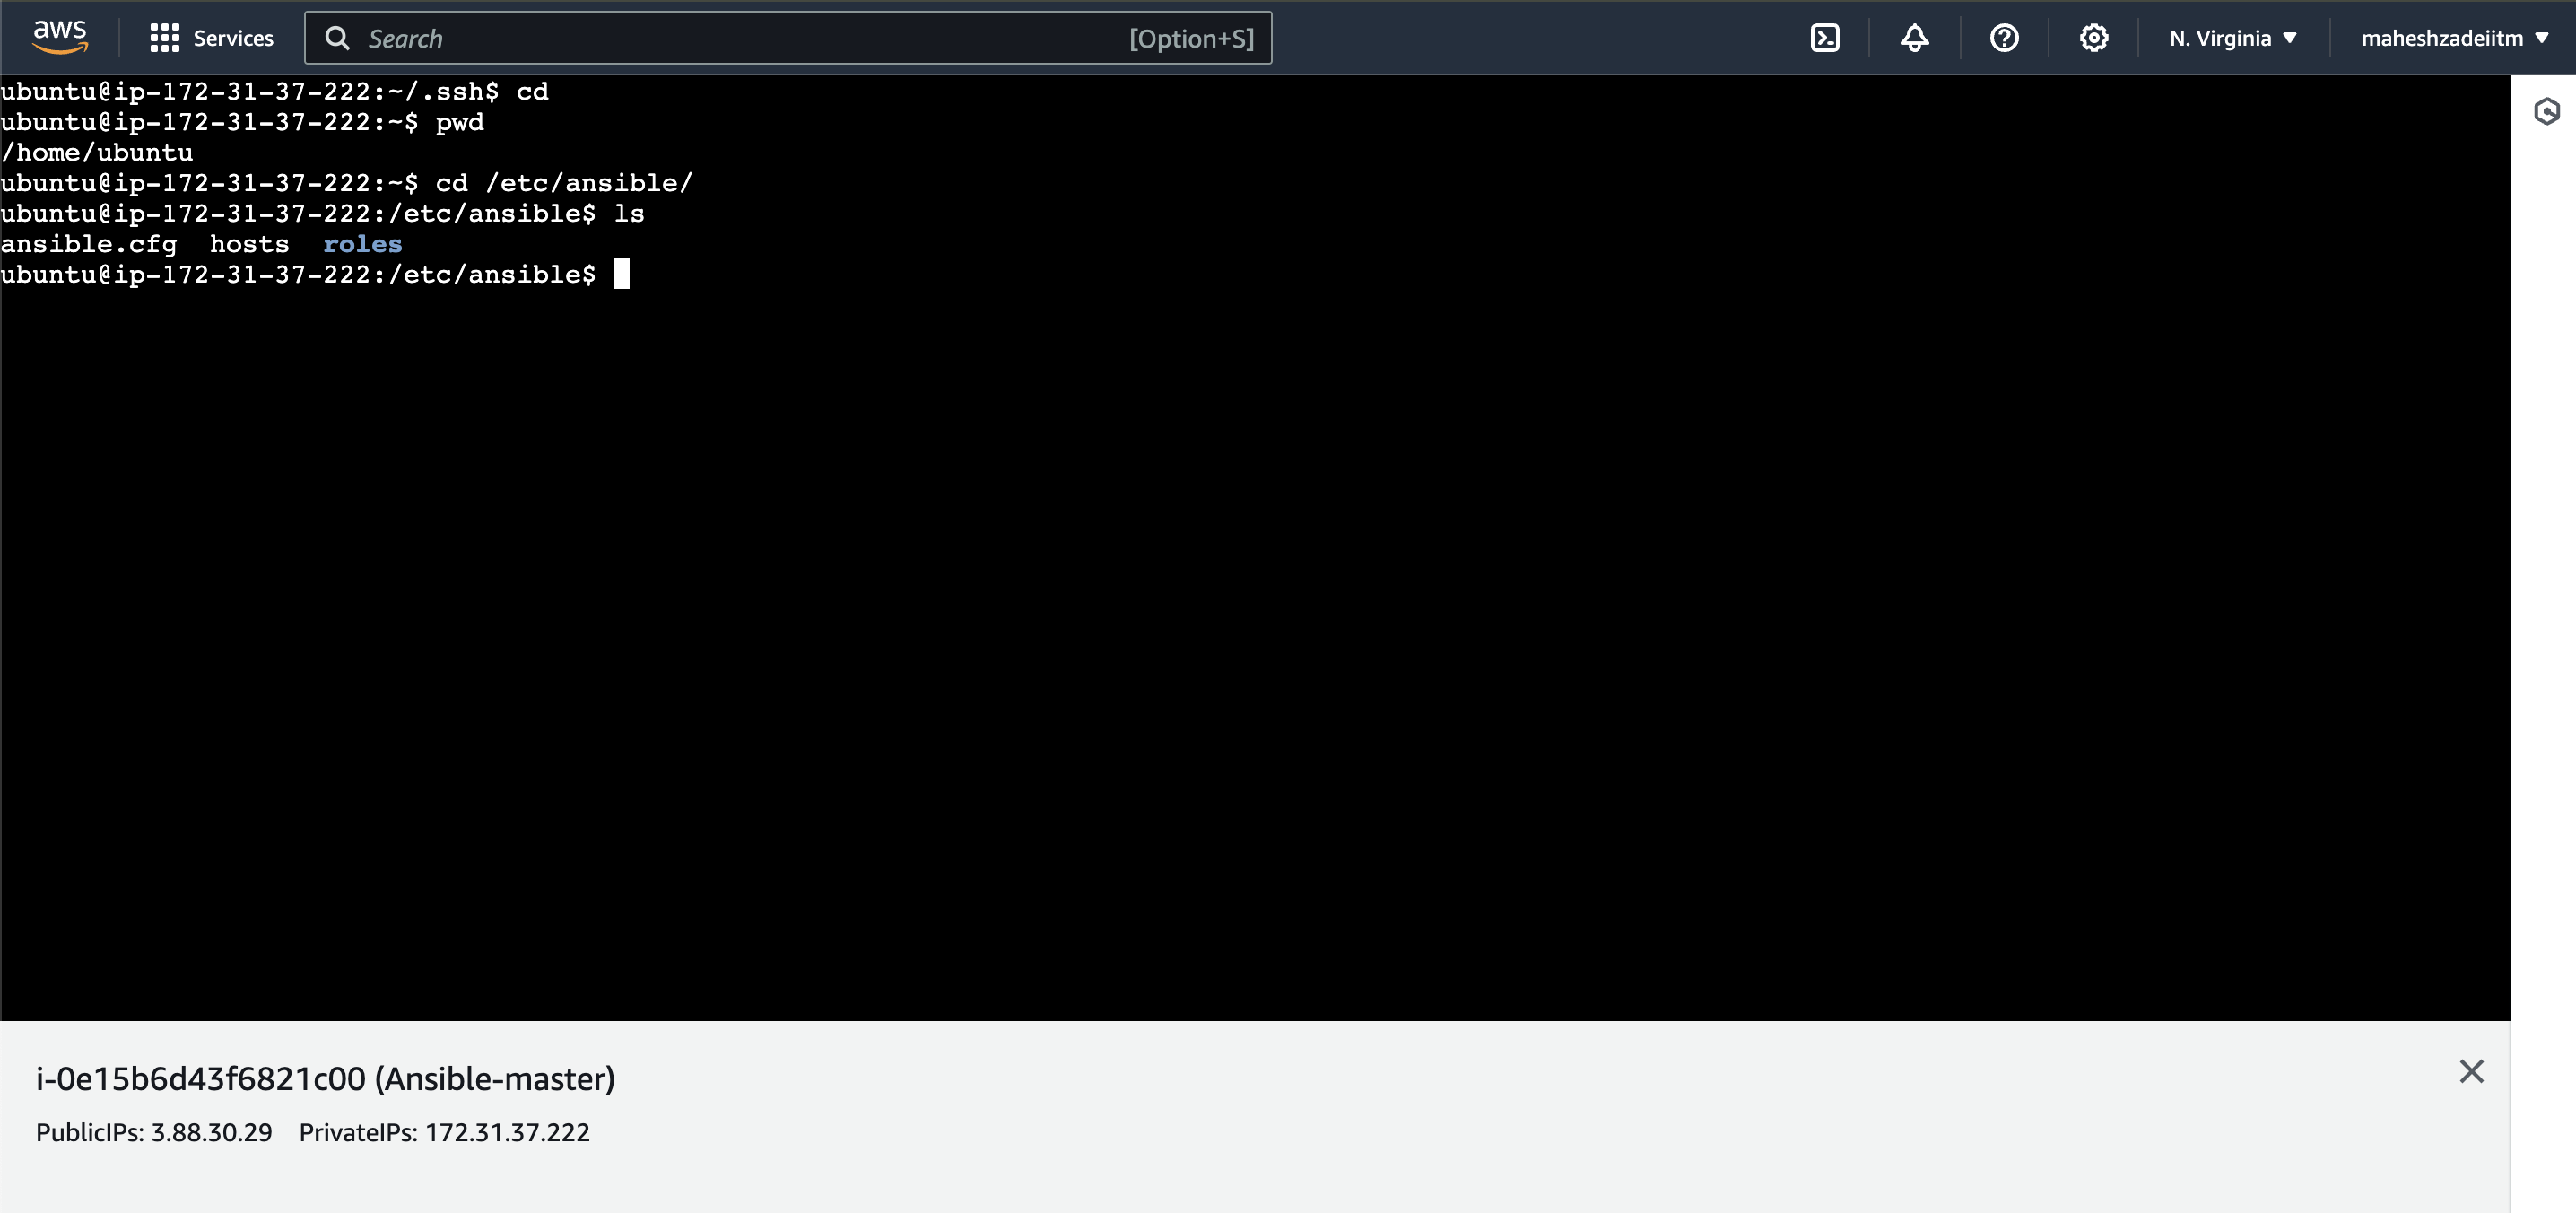 aws Services Search [Option+S] N. Virginia maheshzadeiitm
ubuntu@ip-172-31-37-222:~/.ssh$ cd
ubuntu@ip-172-31-37-222:~$ pwd
/home/ubuntu
ubuntu@ip-172-31-37-222:~$ cd /etc/ansible/
ubuntu@ip-172-31-37-222:/etc/ansible$ ls
ansible.cfg  hosts  roles
ubuntu@ip-172-31-37-222:/etc/ansible$
i-0e15b6d43f6821c00 (Ansible-master)
PublicIPs: 3.88.30.29 PrivateIPs: 172.31.37.222